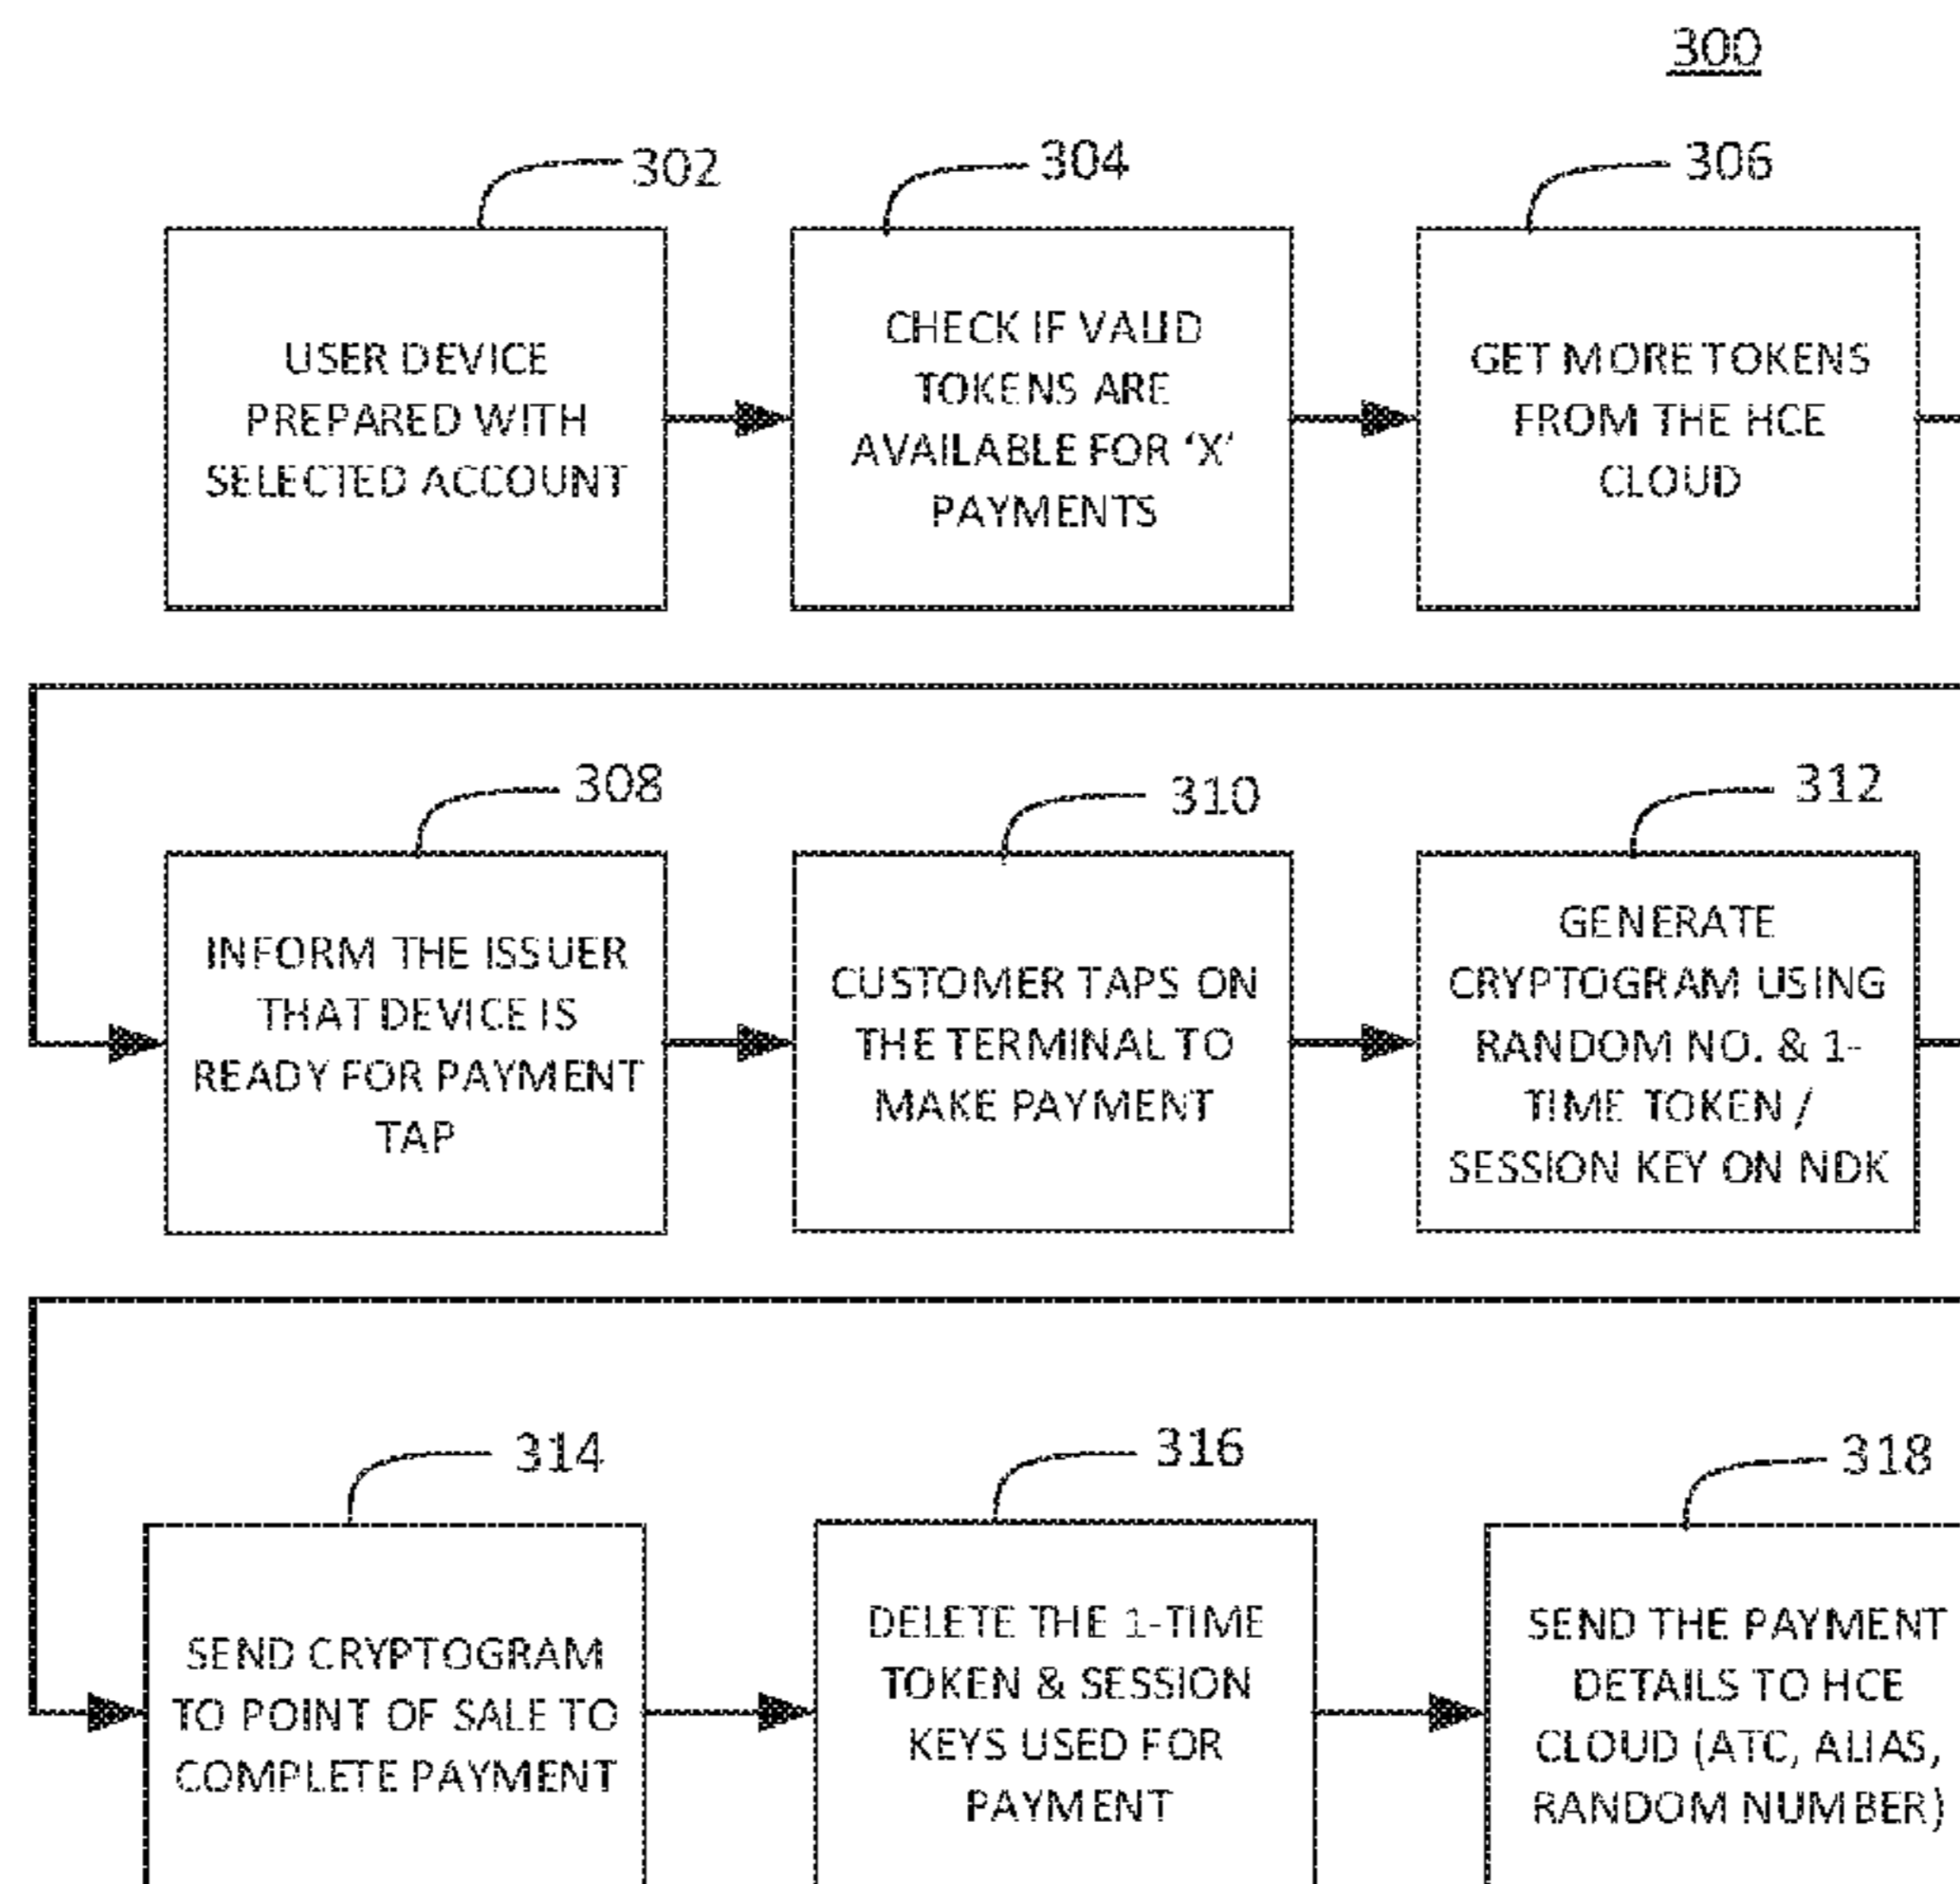 300
302
304
306
USER DEVICE
PREPARED WITH
SELECTED ACCOUNT
CHECK IF VALID
TOKENS ARE
AVAILABLE FOR ‘X’
PAYMENTS
GET MORE TOKENS
FROM THE HCE
CLOUD
308
310
312
INFORM THE ISSUER
THAT DEVICE IS
READY FOR PAYMENT
TAP
CUSTOMER TAPS ON
THE TERMINAL TO
MAKE PAYMENT
GENERATE
CRYPTOGRAM USING
RANDOM NO. & 1-
TIME TOKEN /
SESSION KEY ON NDK
314
316
318
SEND CRYPTOGRAM
TO POINT OF SALE TO
COMPLETE PAYMENT
DELETE THE 1-TIME
TOKEN & SESSION
KEYS USED FOR
PAYMENT
SEND THE PAYMENT
DETAILS TO HCE
CLOUD (ATC, ALIAS,
RANDOM NUMBER)